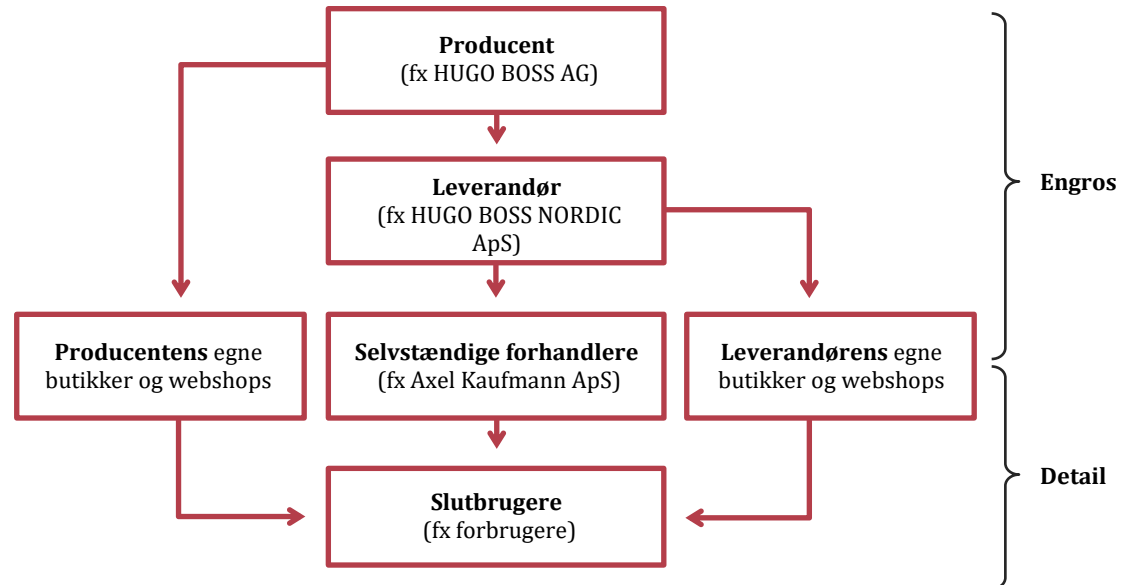 Producent
(fx HUGO BOSS AG)
Leverandør
(fx HUGO BOSS NORDIC
ApS)
Engros
Producentens egne
butikker og webshops
Selvstændige forhandlere
(fx Axel Kaufmann ApS)
Leverandørens egne
butikker og webshops
Slutbrugere
(fx forbrugere)
Detail